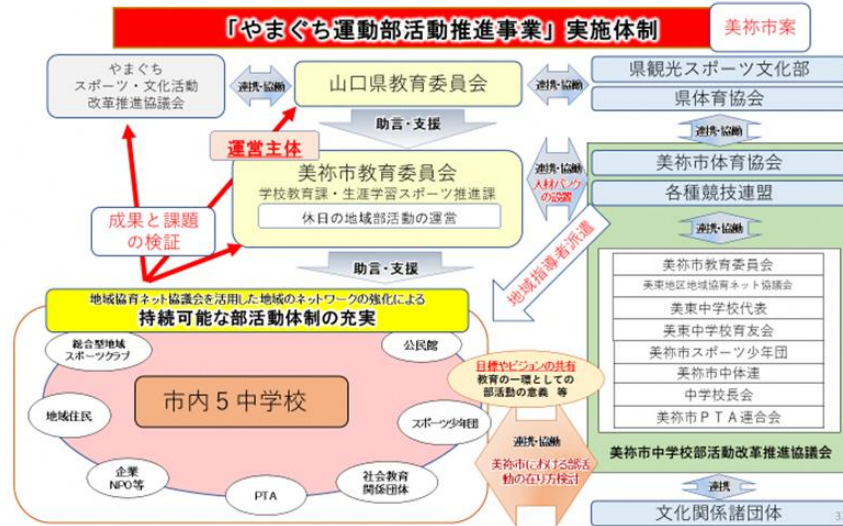 「やまぐち運動部活動推進事業」実施体制
美祢市案
やまぐち
スポーツ・文化活動
改革推進協議会
連携・協働
山口県教育委員会
連携・協働
県観光スポーツ文化部
県体育協会
助言・支援
連携・協働
運営主体
美祢市教育委員会
学校教育課・生涯学習スポーツ推進課
休日の地域部活動の運営
連携・協働
人材バンク
の設置
美祢市体育協会
各種競技連盟
成果と課題
の検証
助言・支援
地域指導者派遣
連携・協働
地域協育ネット協議会を活用した地域のネットワークの強化による
持続可能な部活動体制の充実
美祢市教育委員会
美東地区地域協育ネット協議会
美東中学校代表
美東中学校育友会
美祢市スポーツ少年団
美祢市中体連
中学校長会
美祢市PTA連合会
美祢市中学校部活動改革推進協議会
総合型地域
スポーツクラブ
公民館
市内5中学校
地域住民
スポーツ少年団
企業
NPO等
PTA
社会教育
関係団体
目標やビジョンの共有
教育の一環としての
部活動の意義 等
連携・協働
美祢市における部活
動の在り方検討
連携
文化関係諸団体